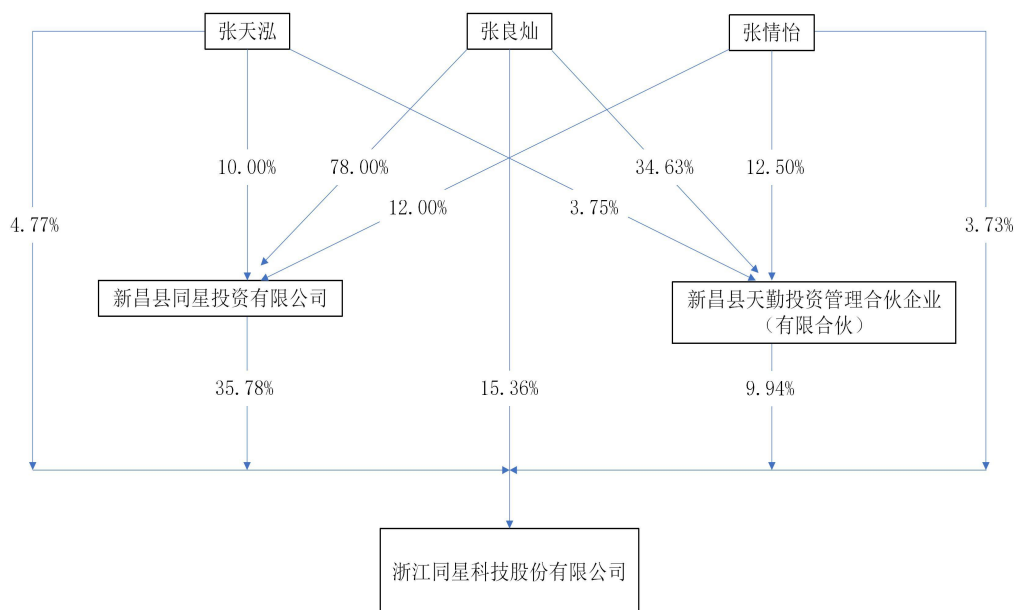 张天泓
张良灿
张情怡
10.00%
78.00%
34.63%
12.50%
12.00%
3.75%
4.77%
3.73%
新昌县同星投资有限公司
新昌县天勤投资管理合伙企业
（有限合伙）
35.78%
15.36%
9.94%
浙江同星科技股份有限公司